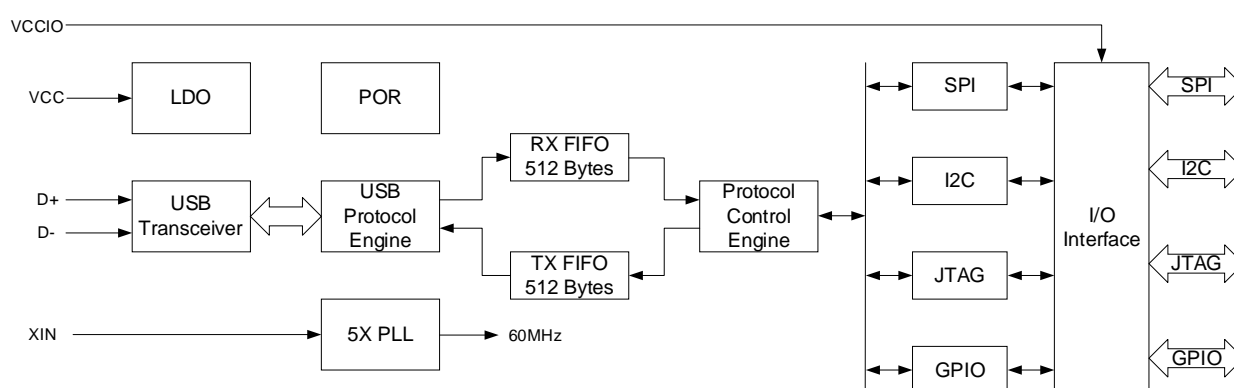 VCCIO
VCC
LDO
POR
SPI
SPI
RX FIFO
512 Bytes
D+
D-
USB
Transceiver
USB
Protocol
Engine
Protocol
Control
Engine
I2C
I2C
I/O
Interface
TX FIFO
512 Bytes
JTAG
JTAG
XIN
5X PLL
60MHz
GPIO
GPIO